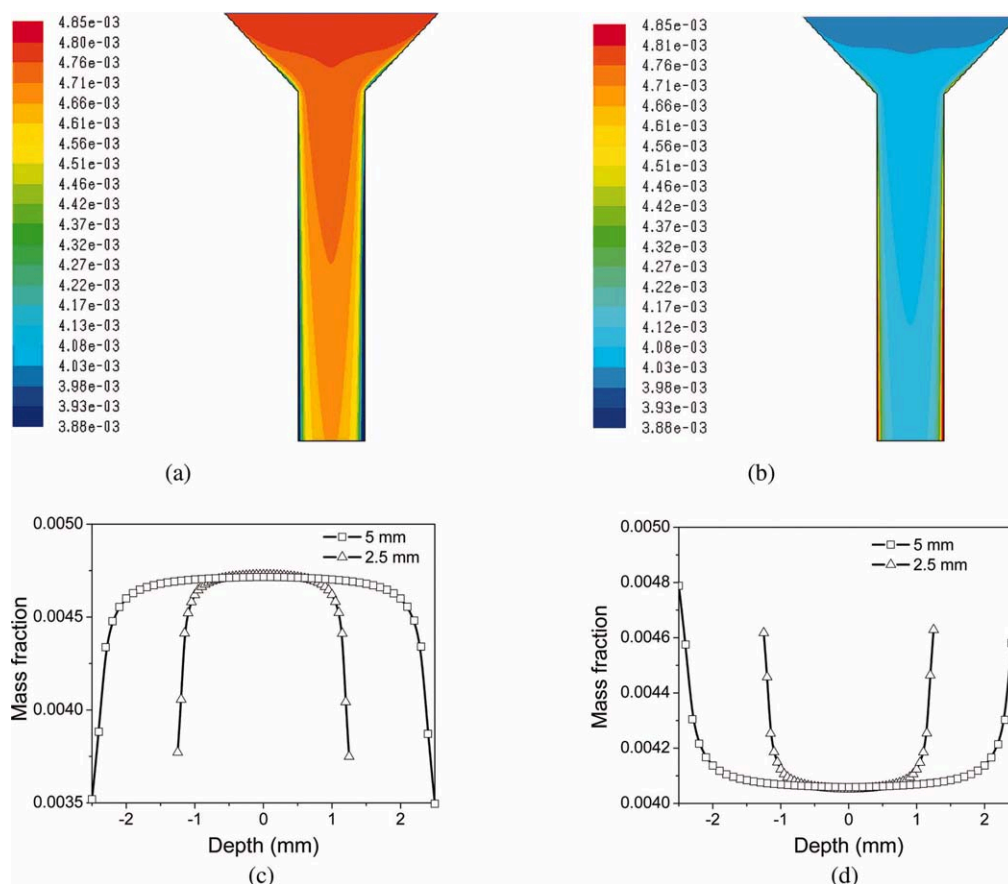 4.85e-03
4.80e-03
4.76e-03
4.71e-03
4.66e-03
4.61e-03
4.56e-03
4.51e-03
4.46e-03
4.42e-03
4.37e-03
4.32e-03
4.27e-03
4.22e-03
4.17e-03
4.13e-03
4.08e-03
4.03e-03
3.98e-03
3.93e-03
3.88e-03
(a)
4.85e-03
4.81e-03
4.76e-03
4.71e-03
4.66e-03
4.61e-03
4.56e-03
4.51e-03
4.46e-03
4.42e-03
4.37e-03
4.32e-03
4.27e-03
4.22e-03
4.17e-03
4.12e-03
4.08e-03
4.03e-03
3.98e-03
3.93e-03
3.88e-03
(b)
0.0050
0.0045
0.0040
0.0035
Mass fraction
5 mm
2.5 mm
-2 -1 0 1 2
Depth (mm)
(c)
0.0050
0.0048
0.0046
0.0044
0.0042
0.0040
Mass fraction
5 mm
2.5 mm
-2 -1 0 1 2
Depth (mm)
(d)